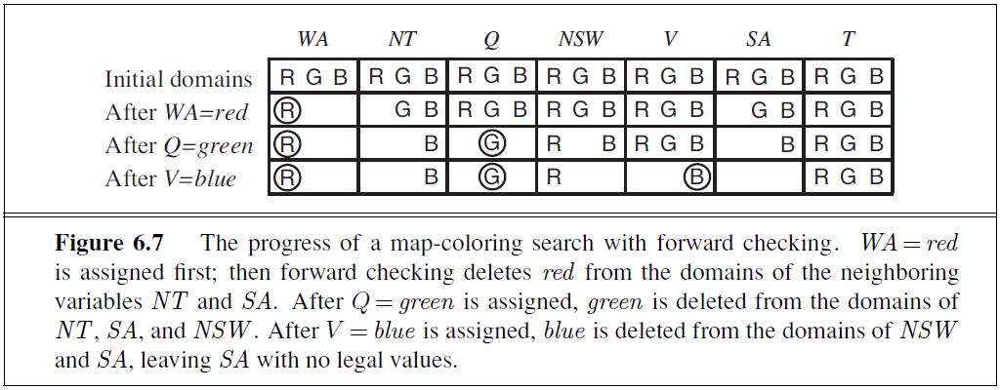 WA NT Q NSW V SA T
Initial domains R G B R G B R G B R G B R G B R G B R G B
After WA=red R G B R G B R G B R G B G B R G B
After Q=green R B G R B R G B B R G B
After V=blue R B G R B R G B
Figure 6.7 The progress of a map-coloring search with forward checking. WA = red
is assigned first; then forward checking deletes red from the domains of the neighboring
variables NT and SA. After Q = green is assigned, green is deleted from the domains of
NT, SA, and NSW. After V = blue is assigned, blue is deleted from the domains of NSW
and SA, leaving SA with no legal values.